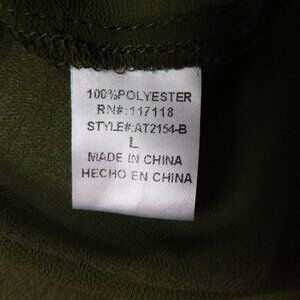 100%POLYESTER
RN#:117118
STYLE#:AT2154-B
L
MADE IN CHINA
HECHO EN CHINA